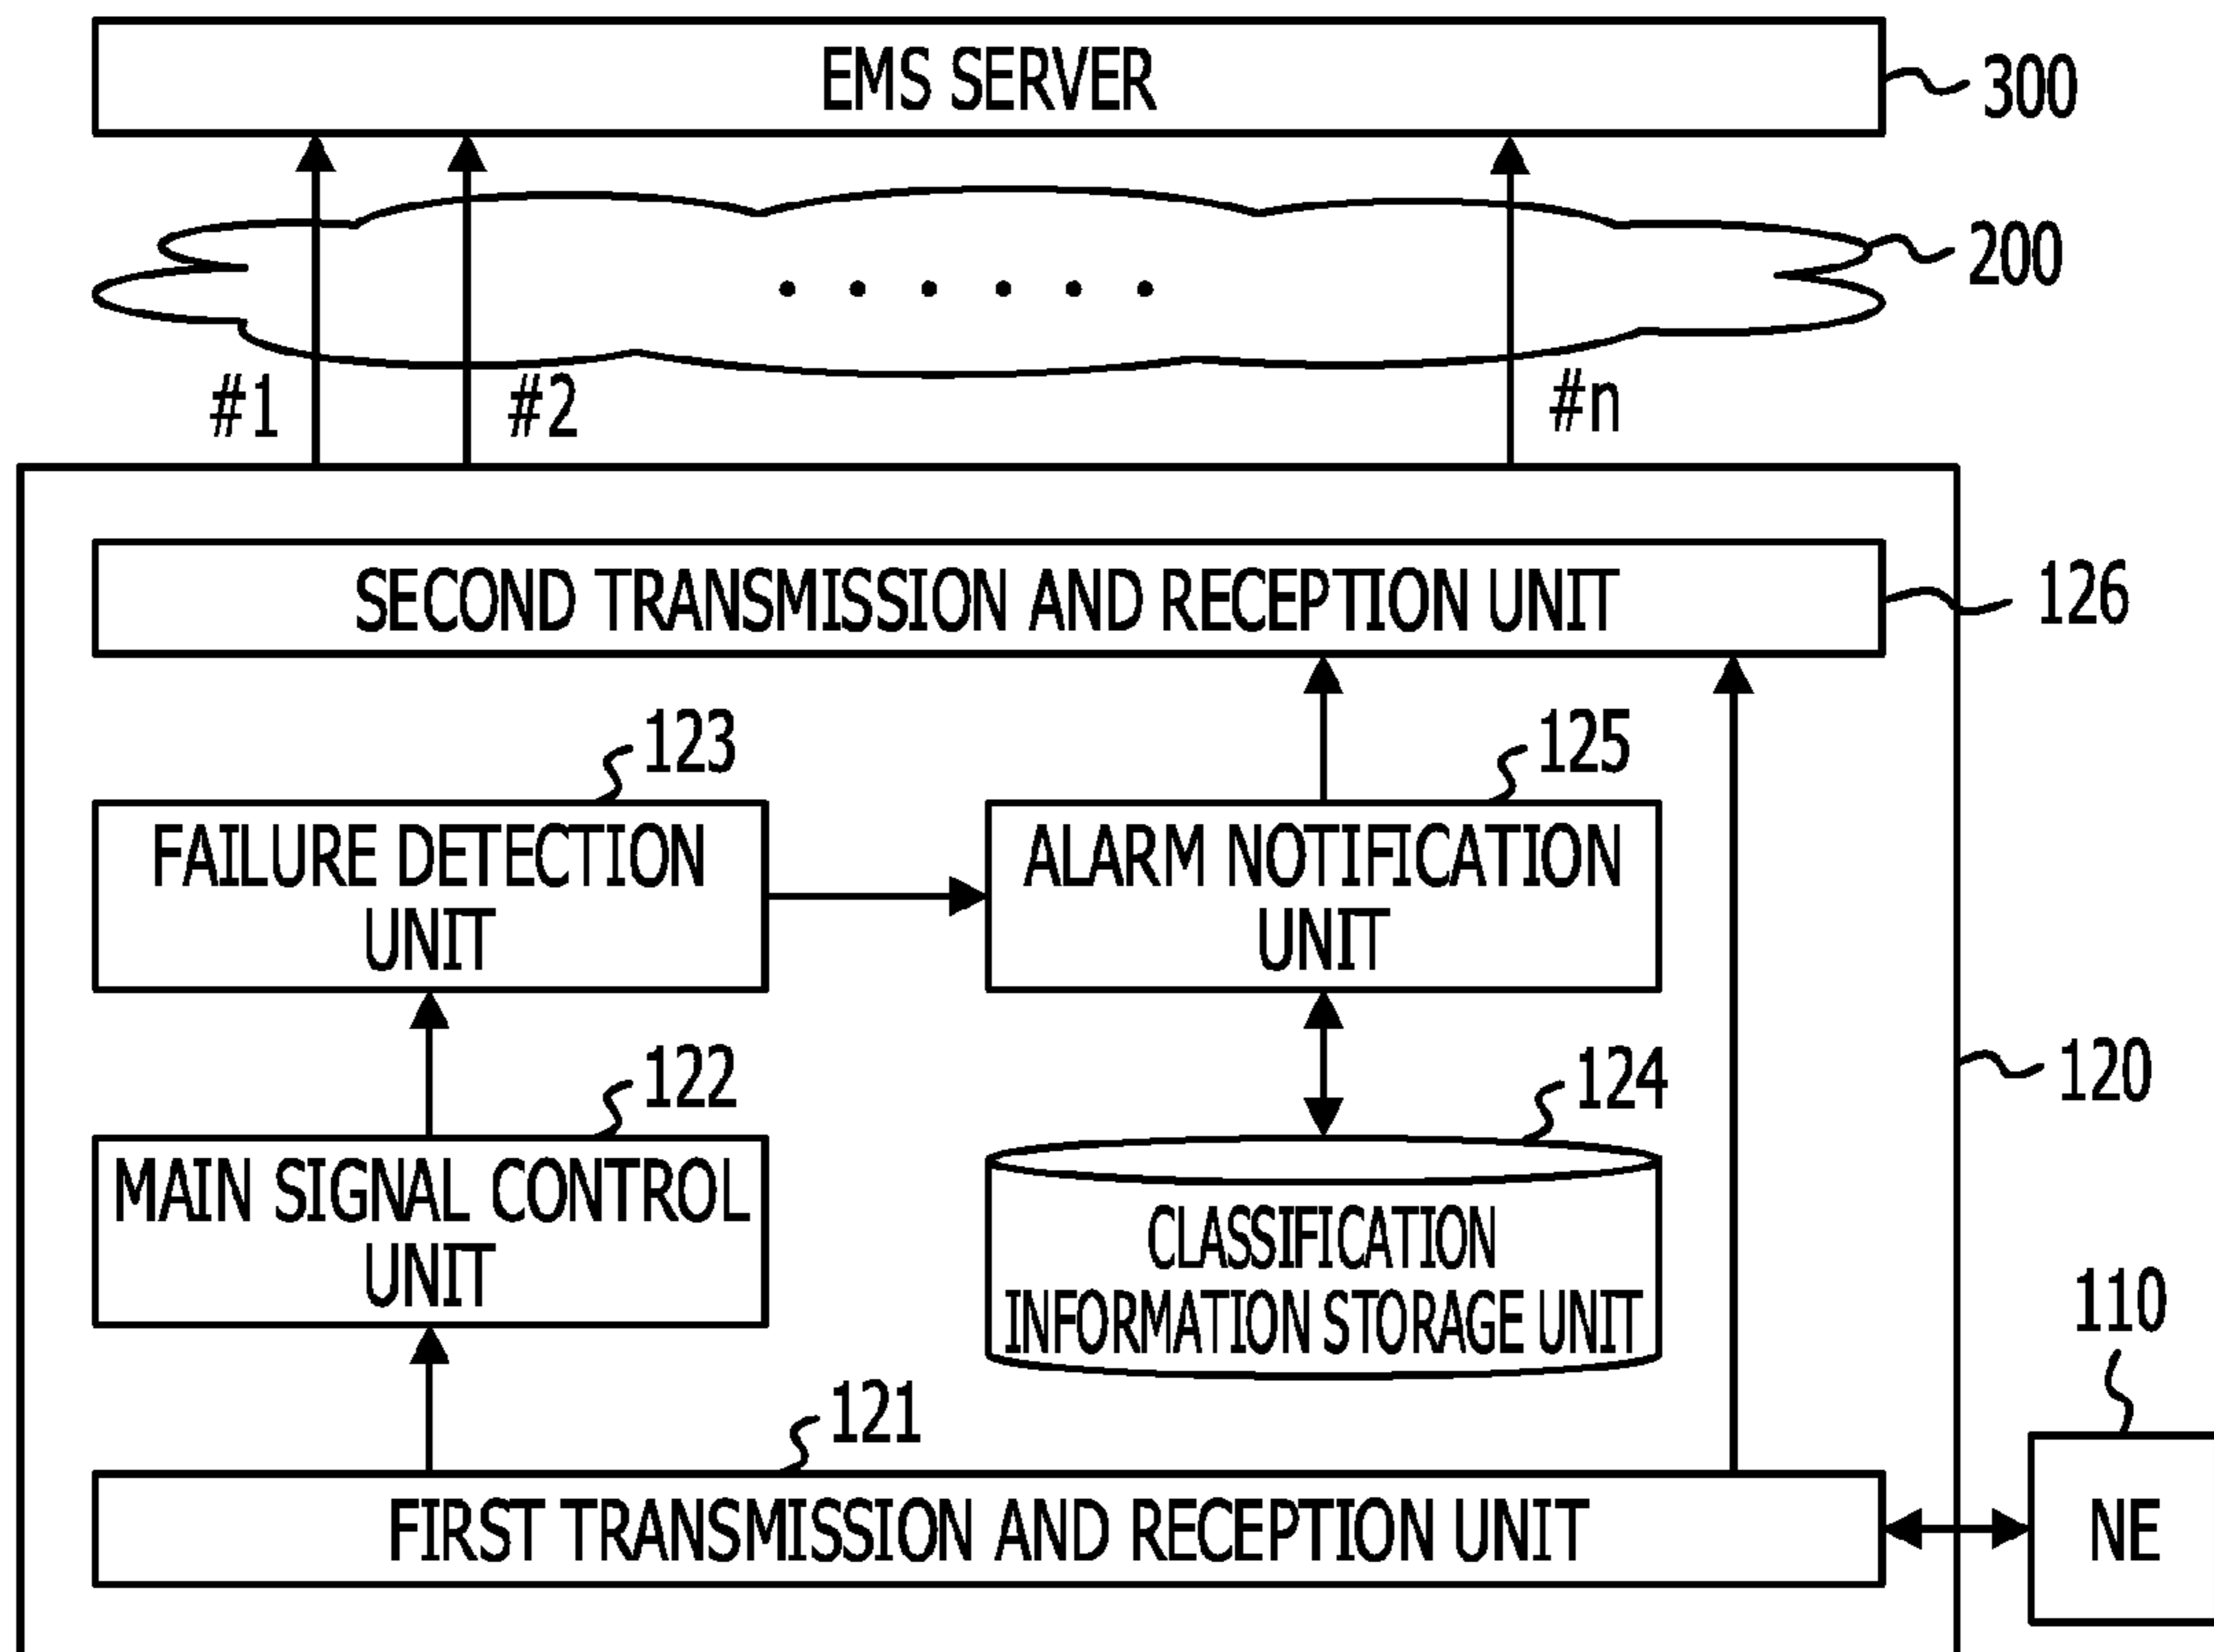 EMS SERVER
300
200
#1
#2
#n
SECOND TRANSMISSION AND RECEPTION UNIT
126
123
125
FAILURE DETECTION
UNIT
ALARM NOTIFICATION
UNIT
122
124
120
MAIN SIGNAL CONTROL
UNIT
CLASSIFICATION
INFORMATION STORAGE UNIT
110
121
FIRST TRANSMISSION AND RECEPTION UNIT
NE